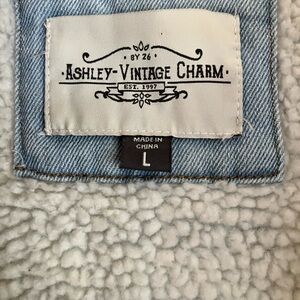 · BY 26 ·
· ASHLEY-VINTAGE CHARM ·
EST. 1997
MADE IN
CHINA
L